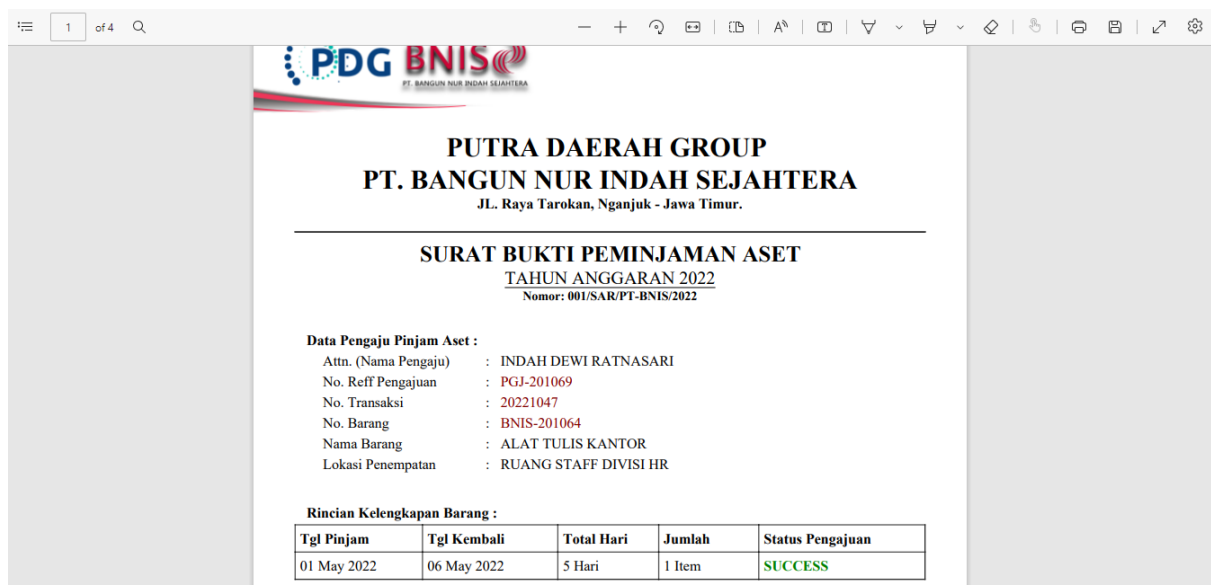 1 of 4
PDG BNIS
PT. BANGUN NUR INDAH SEJAHTERA
PUTRA DAERAH GROUP
PT. BANGUN NUR INDAH SEJAHTERA
JL. Raya Tarokan, Nganjuk - Jawa Timur.
SURAT BUKTI PEMINJAMAN ASET
TAHUN ANGGARAN 2022
Nomor: 001/SAR/PT-BNIS/2022
Data Pengaju Pinjam Aset :
Attn. (Nama Pengaju) : INDAH DEWI RATNASARI
No. Reff Pengajuan : PGJ-201069
No. Transaksi : 20221047
No. Barang : BNIS-201064
Nama Barang : ALAT TULIS KANTOR
Lokasi Penempatan : RUANG STAFF DIVISI HR
Rincian Kelengkapan Barang :
Tgl Pinjam Tgl Kembali Total Hari Jumlah Status Pengajuan
01 May 2022 06 May 2022 5 Hari 1 Item SUCCESS